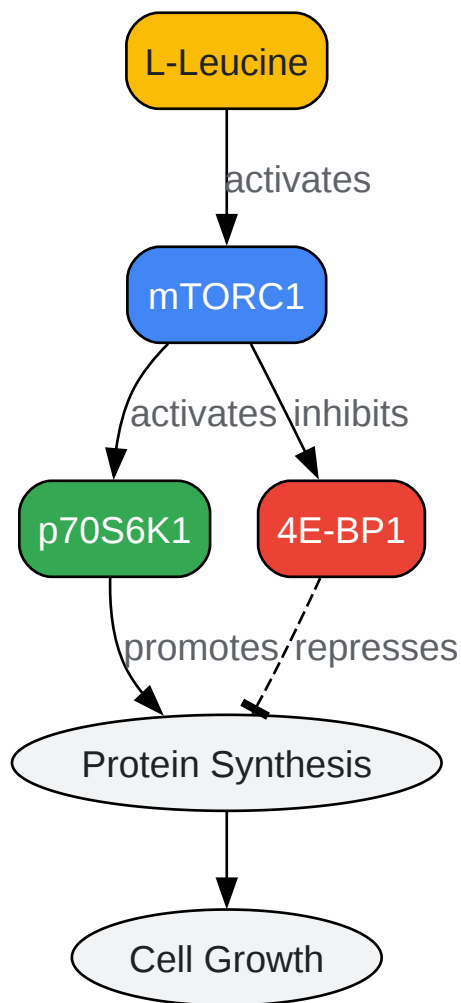 L-Leucine
activates
mTORC1
activates
inhibits
p70S6K1
4E-BP1
promotes
represses
Protein Synthesis
Cell Growth